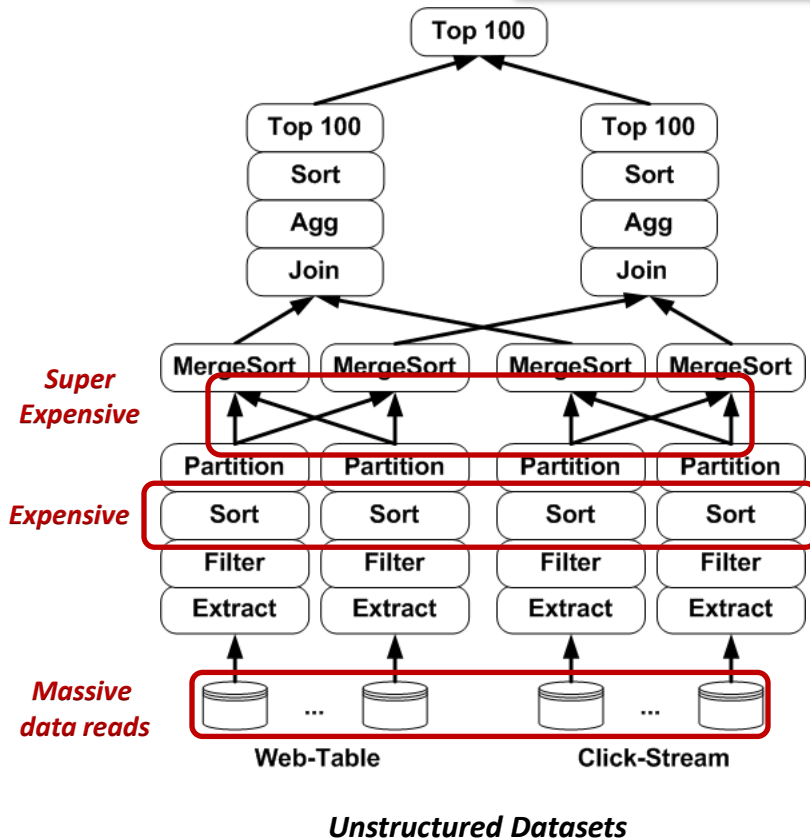 Top 100
Top 100 Top 100
Sort Sort
Agg Agg
Join Join
MergeSort MergeSort MergeSort MergeSort
Super
Expensive
Partition Partition Partition Partition
Expensive Sort Sort Sort Sort
Filter Filter Filter Filter
Extract Extract Extract Extract
Massive
data reads
... ...
Web-Table Click-Stream
Unstructured Datasets